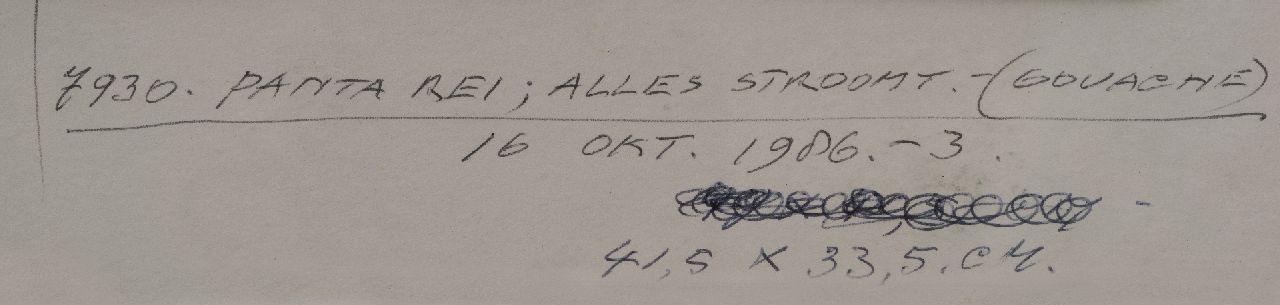 7930. PANTA REI; ALLES STROOMT. - (GOUACHE)
16 OKT. 1986. - 3.
41,5 X 33,5. CM.